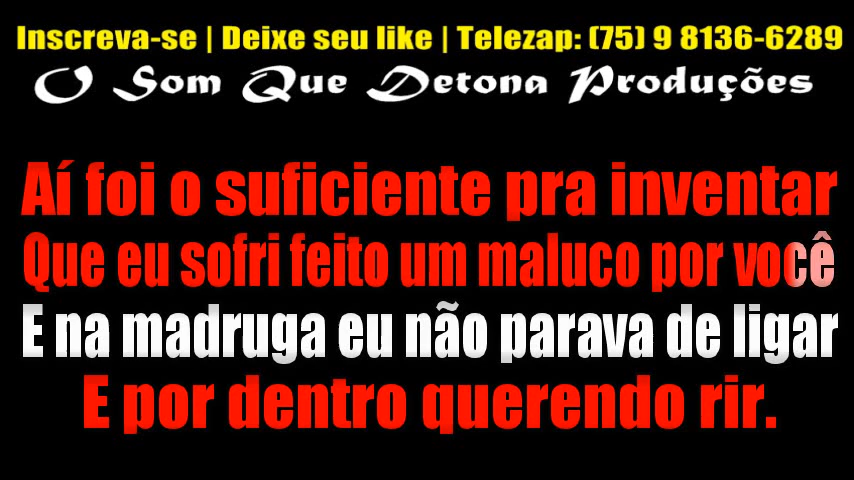 Inscreva-se | Deixe seu like | Telezap: (75) 9 8136-6289
O Som Que Detona Produções
Aí foi o suficiente pra inventar
Que eu sofri feito um maluco por você
E na madruga eu não parava de ligar
E por dentro querendo rir.